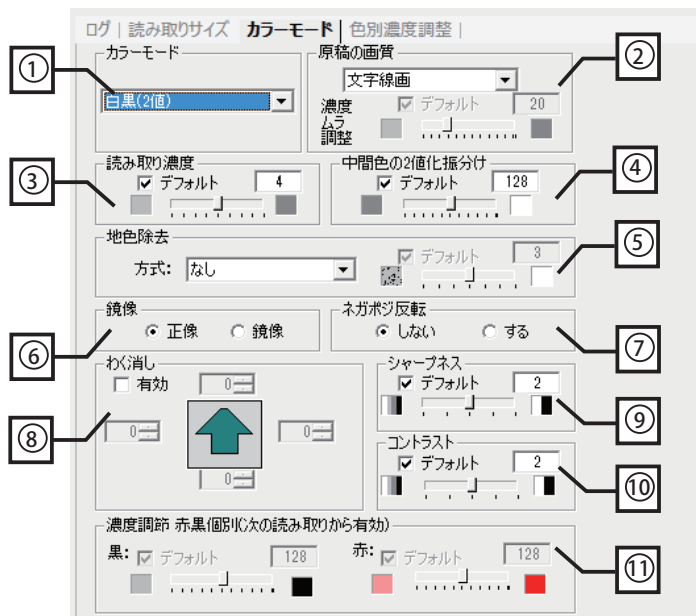 ログ | 読み取りサイズ カラーモード 色別濃度調整 |
① カラーモード
白黒(2値)
② 原稿の画質
文字線画
濃度ムラ調整 デフォルト 20
③ 読み取り濃度
デフォルト 4
④ 中間色の2値化振分け
デフォルト 128
⑤ 地色除去
方式: なし デフォルト 3
⑥ 鏡像
正像 鏡像
⑦ ネガポジ反転
しない する
⑧ わく消し
有効 0
0 0
0
⑨ シャープネス
デフォルト 2
⑩ コントラスト
デフォルト 2
⑪ 濃度調節 赤黒個別(次の読み取りから有効)
黒: デフォルト 128 赤: デフォルト 128